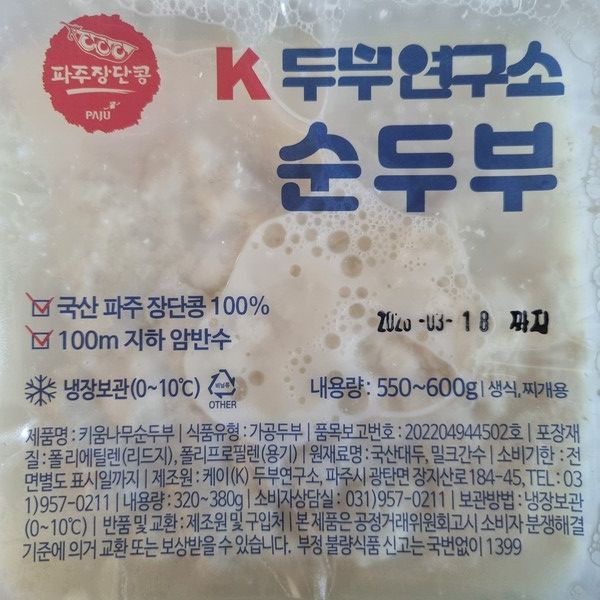 파주장단콩
PAJU
K 두부연구소
순두부
국산 파주 장단콩 100%
100m 지하 암반수
2026-03-18 까지
냉장보관(0~10℃)
비닐류
OTHER
내용량 : 550~600g | 생식, 찌개용
제품명 : 키움나무순두부 | 식품유형 : 가공두부 | 품목보고번호 : 202204944502호 | 포장재
질 : 폴리에틸렌(리드지), 폴리프로필렌(용기) | 원재료명 : 국산대두, 밀크간수 | 소비기한 : 전
면별도 표시일까지 | 제조원 : 케이(K) 두부연구소, 파주시 광탄면 장지산로 184-45, TEL : 03
1)957-0211 | 내용량 : 320~380g | 소비자상담실 : 031)957-0211 | 보관방법 : 냉장보관
(0~10℃) | 반품 및 교환 : 제조원 및 구입처 | 본 제품은 공정거래위원회고시 소비자 분쟁해결
기준에 의거 교환 또는 보상받을 수 있습니다. 부정 불량식품 신고는 국번없이 1399